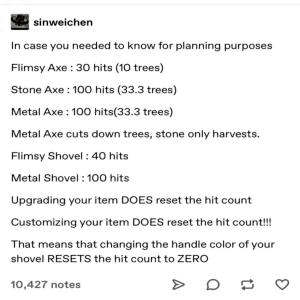 sinweichen
In case you needed to know for planning purposes
Flimsy Axe : 30 hits (10 trees)
Stone Axe : 100 hits (33.3 trees)
Metal Axe : 100 hits(33.3 trees)
Metal Axe cuts down trees, stone only harvests.
Flimsy Shovel : 40 hits
Metal Shovel : 100 hits
Upgrading your item DOES reset the hit count
Customizing your item DOES reset the hit count!!!
That means that changing the handle color of your
shovel RESETS the hit count to ZERO
10,427 notes